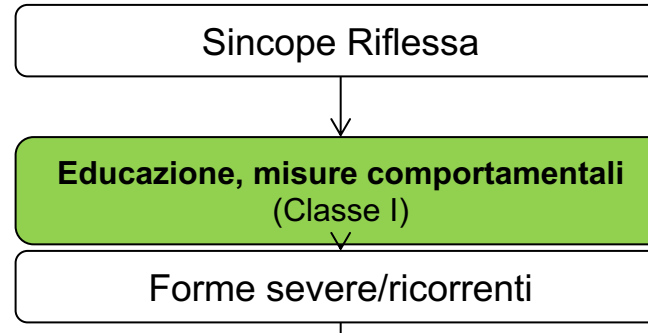 Sincope Riflessa
Educazione, misure comportamentali
(Classe I)
Forme severe/ricorrenti